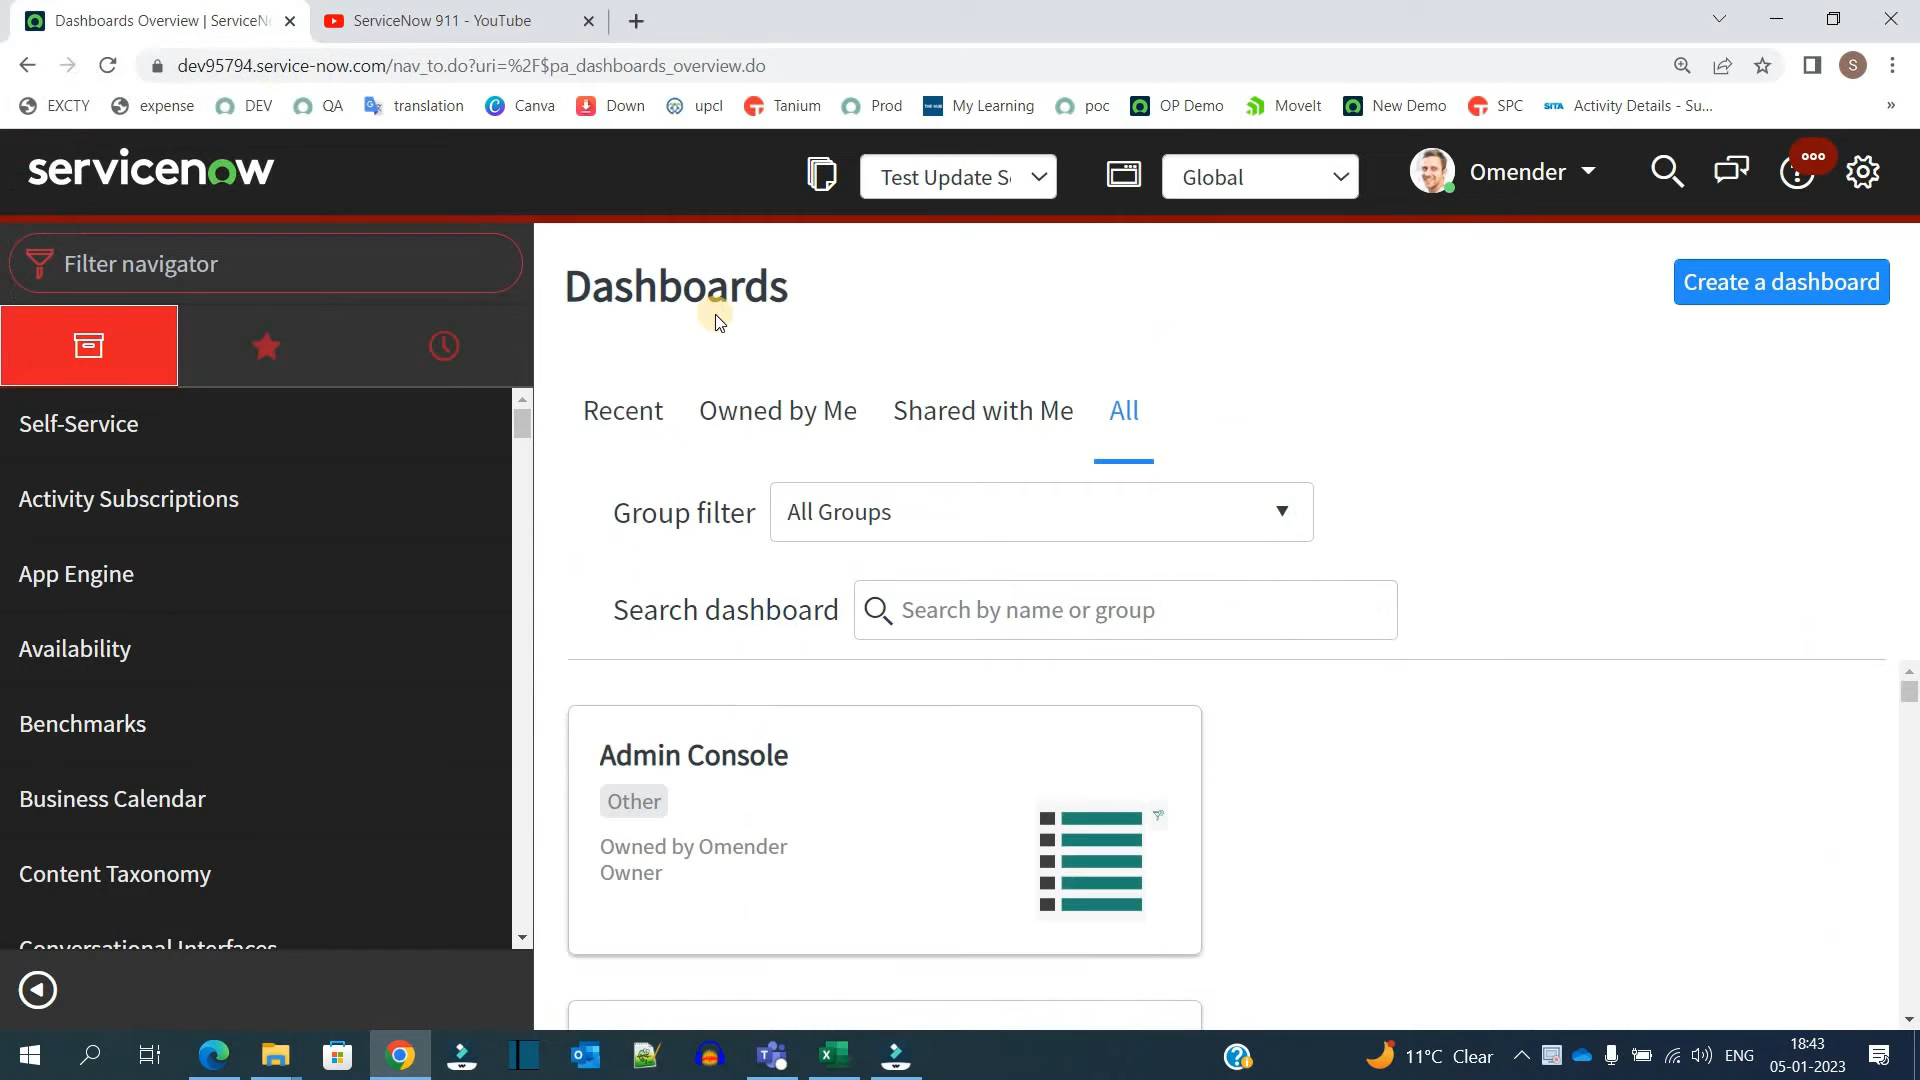 Dashboards Overview | ServiceN
ServiceNow 911 - YouTube
dev95794.service-now.com/nav_to.do?uri=%2F$pa_dashboards_overview.do
S
EXCTY expense DEV QA translation Canva Down upcl Tanium Prod My Learning poc OP Demo MoveIt New Demo SPC SITA Activity Details - Su... »
servicenow
Test Update S
Global
Omender
Filter navigator
Self-Service
Activity Subscriptions
App Engine
Availability
Benchmarks
Business Calendar
Content Taxonomy
Conversational Interfaces
Dashboards
Create a dashboard
Recent Owned by Me Shared with Me All
Group filter All Groups
Search dashboard Search by name or group
Admin Console
Other
Owned by Omender
Owner
11°C Clear
ENG
18:43
05-01-2023